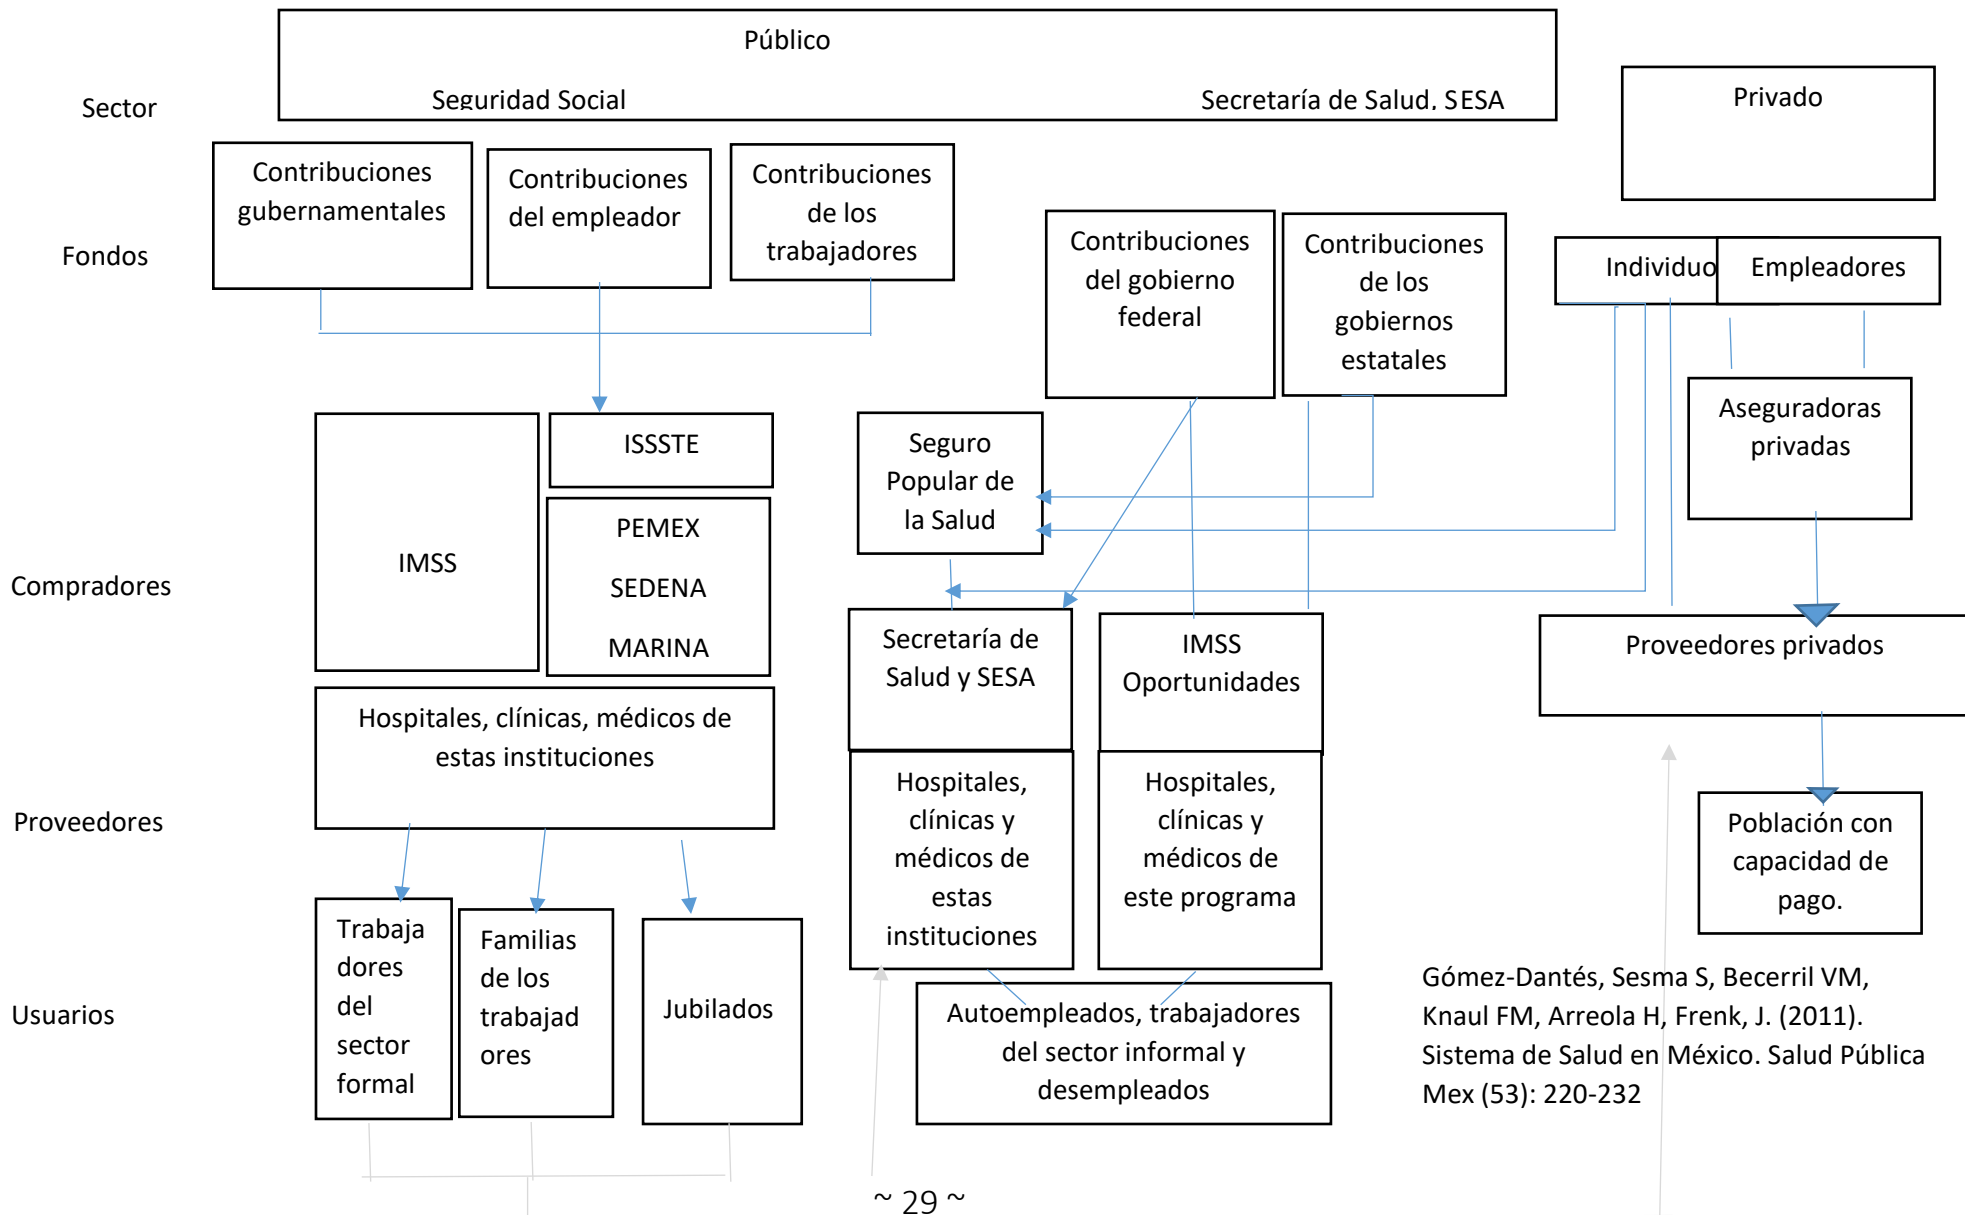 Público
Seguridad Social
Secretaría de Salud, SESA
Privado
Sector
Contribuciones
gubernamentales
Contribuciones
del empleador
Contribuciones
de los
trabajadores
Contribuciones
del gobierno
federal
Contribuciones
de los
gobiernos
estatales
Fondos
Individuo
Empleadores
Aseguradoras
privadas
IMSS
ISSSTE
PEMEX
SEDENA
MARINA
Seguro
Popular de
la Salud
Compradores
Secretaría de
Salud y SESA
IMSS
Oportunidades
Proveedores privados
Hospitales, clínicas, médicos de
estas instituciones
Hospitales,
clínicas y
médicos de
estas
instituciones
Hospitales,
clínicas y
médicos de
este programa
Proveedores
Población con
capacidad de
pago.
Usuarios
Trabaja
dores
del
sector
formal
Familias
de los
trabajad
ores
Jubilados
Autoempleados, trabajadores
del sector informal y
desempleados
Gómez-Dantés, Sesma S, Becerril VM,
Knaul FM, Arreola H, Frenk, J. (2011).
Sistema de Salud en México. Salud Pública
Mex (53): 220-232
~ 29 ~